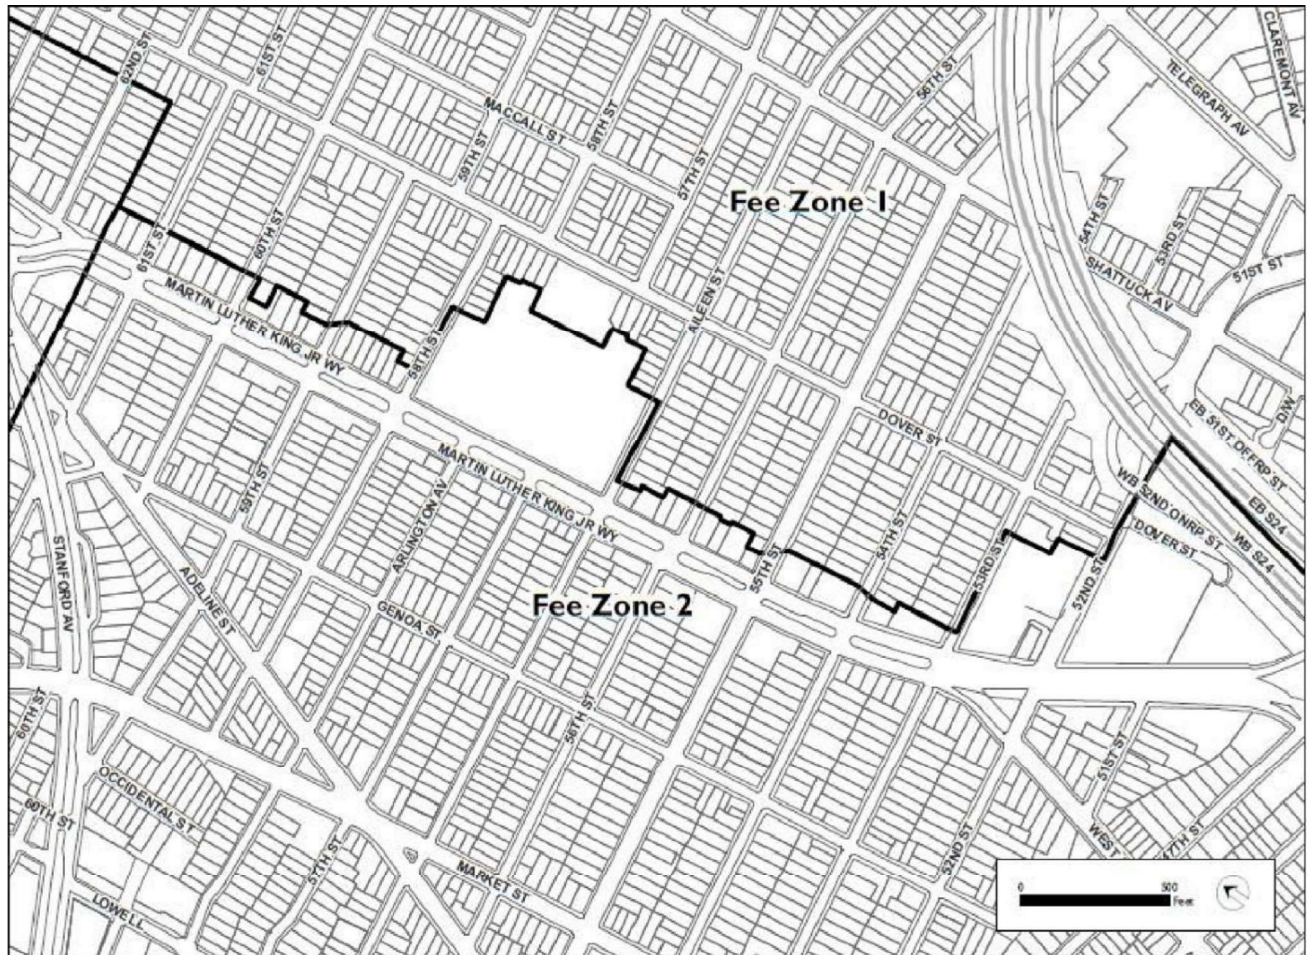 CLAREMONT AV
TELEGRAPH AV
62ND ST
61ST ST
56TH ST
MACCALL ST
58TH ST
59TH ST
57TH ST
Fee Zone 1
60TH ST
54TH ST
53RD ST
51ST ST
SHATTUCK AV
61ST ST
AILEEN ST
MARTIN LUTHER KING JR WY
58TH ST
DOVER ST
EB 51ST OFFRP ST
D/W
MARTIN LUTHER KING JR WY
59TH ST
ARLINGTON AV
WB 52ND ONRP ST
EB S24
WB S24
DOVER ST
STANFORD AV
ADELINE ST
54TH ST
55TH ST
53RD ST
52ND ST
Fee Zone 2
GENOA ST
60TH ST
56TH ST
51ST ST
OCCIDENTAL ST
60TH ST
57TH ST
52ND ST
WEST
47TH ST
MARKET ST
LOWELL
0 500
Feet